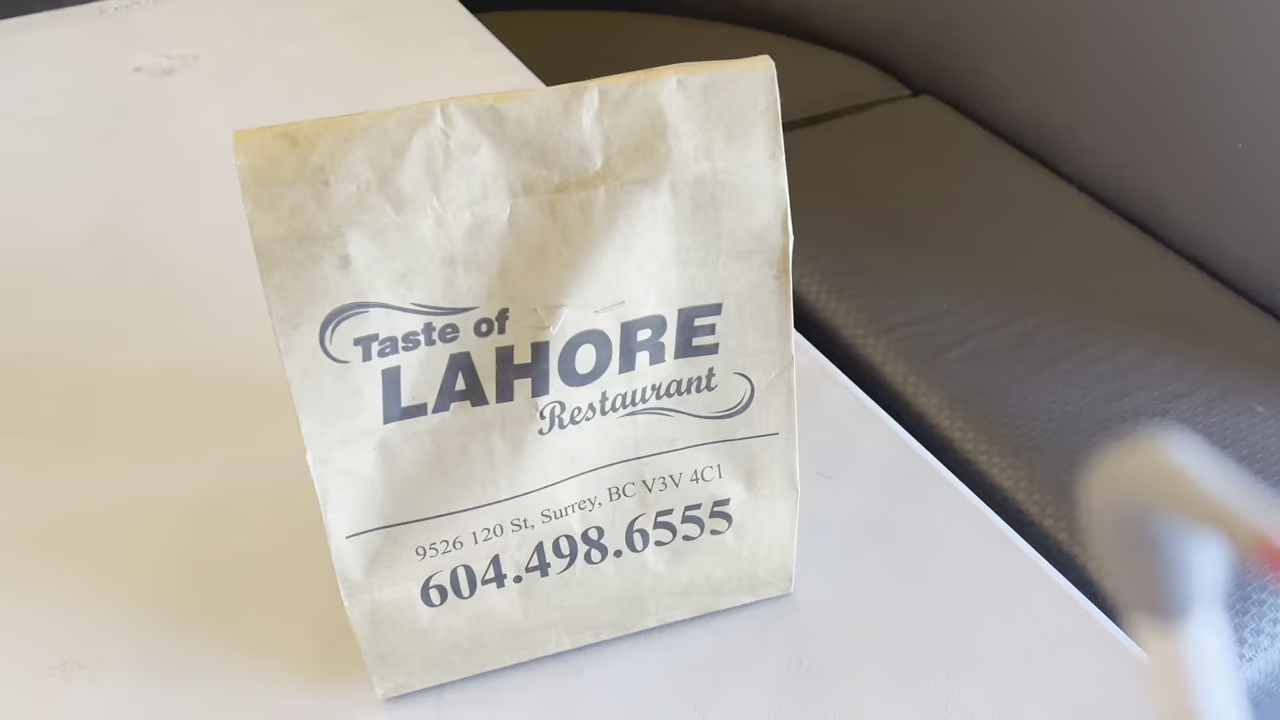 Taste of
LAHORE
Restaurant
9526 120 St, Surrey, BC V3V 4C1
604.498.6555